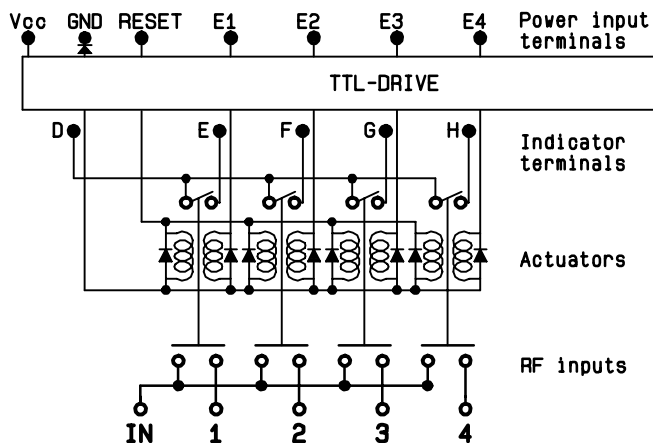 Vcc GND RESET E1 E2 E3 E4 Power input
terminals
TTL-DRIVE
D E F G H Indicator
terminals
Actuators
RF inputs
IN 1 2 3 4